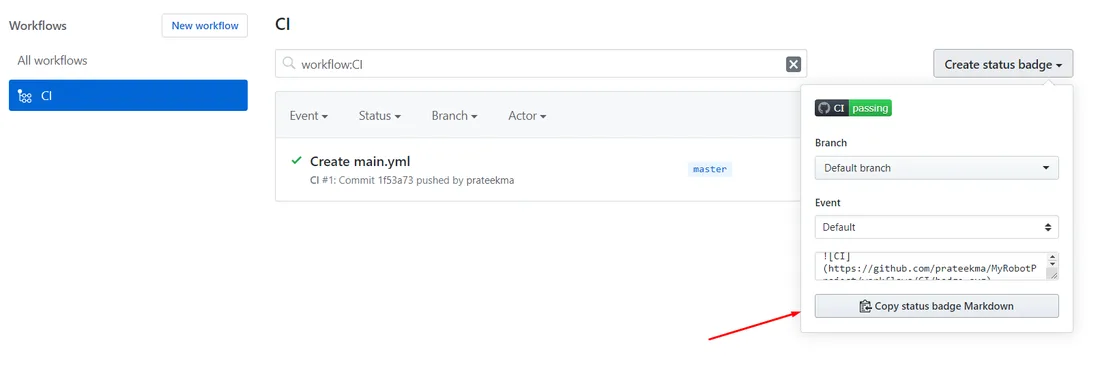 Workflows
New workflow
All workflows
CI
CI
workflow:CI
Create status badge
Event
Status
Branch
Actor
Create main.yml
CI #1: Commit 1f53a73 pushed by prateekma
master
CI passing
Branch
Default branch
Event
Default
![CI]
(https://github.com/prateekma/MyRobotP
Copy status badge Markdown